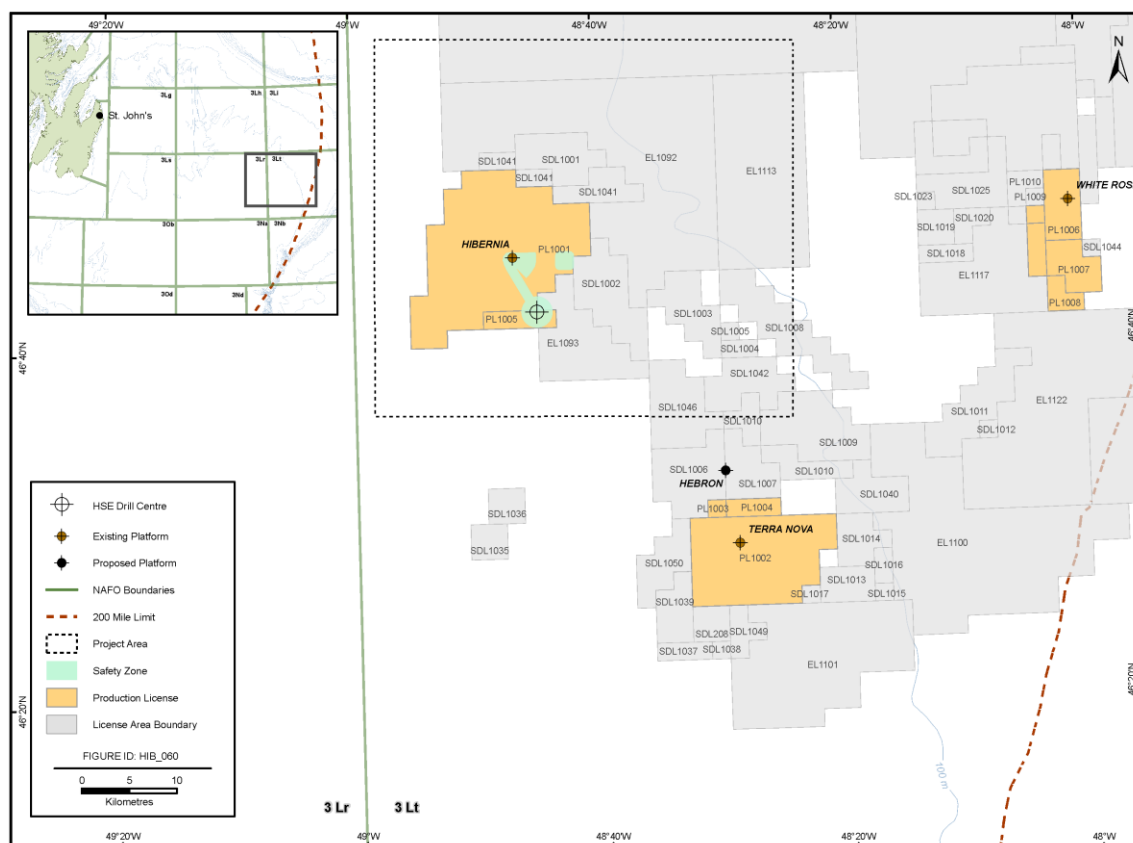 49°20'W
49°W
48°40'W
48°20'W
48°W
N
St. John's
3Lg
3Lh
3Li
3Ls
3Lr
3Lt
3Ob
3Na
3Nb
3Od
3Nd
EL1092
EL1113
SDL1041
SDL1001
SDL1041
SDL1041
HIBERNIA
PL1001
SDL1002
PL1005
EL1093
SDL1003
SDL1005
SDL1008
SDL1004
SDL1042
SDL1046
SDL1010
SDL1009
SDL1023
SDL1025
PL1010
PL1009
WHITE ROS
SDL1019
SDL1020
PL1006
SDL1018
SDL1044
EL1117
PL1007
PL1008
46°40'N
46°40'N
SDL1011
EL1122
SDL1012
SDL1006
HEBRON
SDL1007
SDL1010
SDL1040
PL1003
PL1004
TERRA NOVA
PL1002
SDL1014
EL1100
SDL1036
SDL1035
SDL1050
SDL1016
SDL1013
SDL1039
SDL1017
SDL1015
SDL208
SDL1049
SDL1037
SDL1038
EL1101
46°20'N
46°20'N
100 m
HSE Drill Centre
Existing Platform
Proposed Platform
NAFO Boundaries
200 Mile Limit
Project Area
Safety Zone
Production License
License Area Boundary
FIGURE ID: HIB_060
0 5 10
Kilometres
3 Lr
3 Lt
49°20'W
49°W
48°40'W
48°20'W
48°W